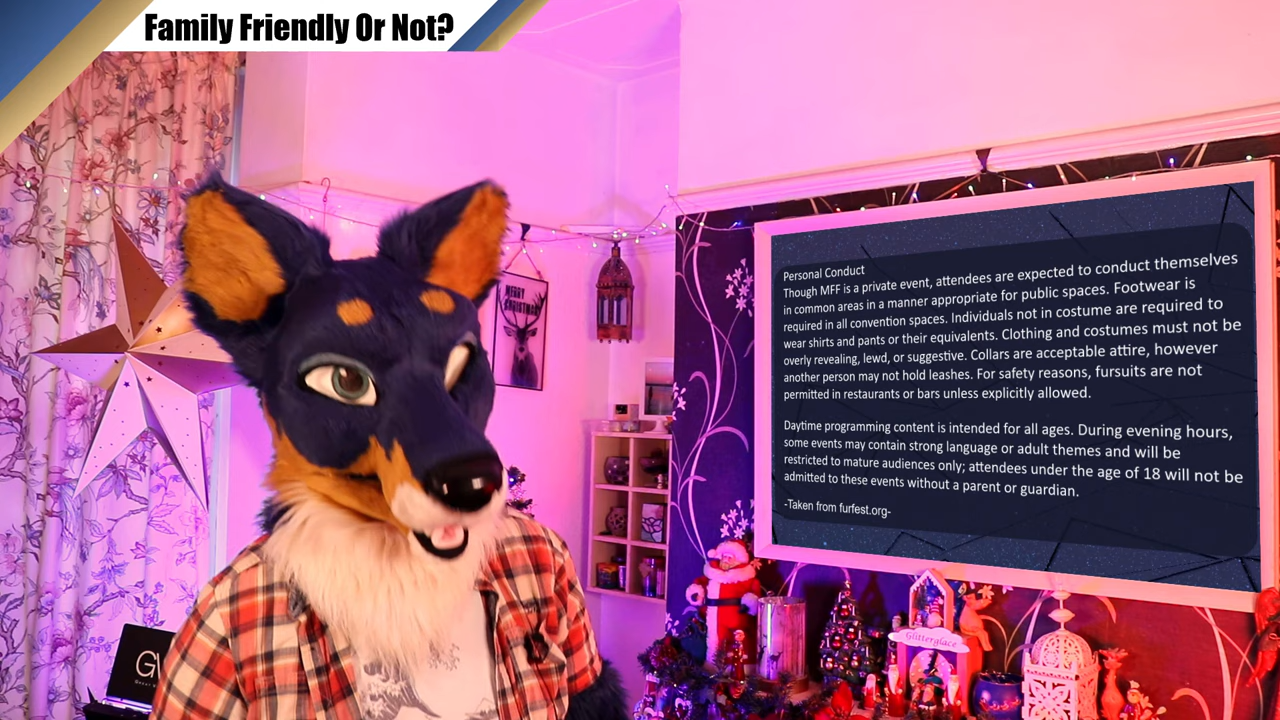 Family Friendly Or Not?
MERRY
CHRISTMAS
Personal Conduct
Though MFF is a private event, attendees are expected to conduct themselves
in common areas in a manner appropriate for public spaces. Footwear is
required in all convention spaces. Individuals not in costume are required to
wear shirts and pants or their equivalents. Clothing and costumes must not be
overly revealing, lewd, or suggestive. Collars are acceptable attire, however
another person may not hold leashes. For safety reasons, fursuits are not
permitted in restaurants or bars unless explicitly allowed.
Daytime programming content is intended for all ages. During evening hours,
some events may contain strong language or adult themes and will be
restricted to mature audiences only; attendees under the age of 18 will not be
admitted to these events without a parent or guardian.
-Taken from furfest.org-
Glitterglace